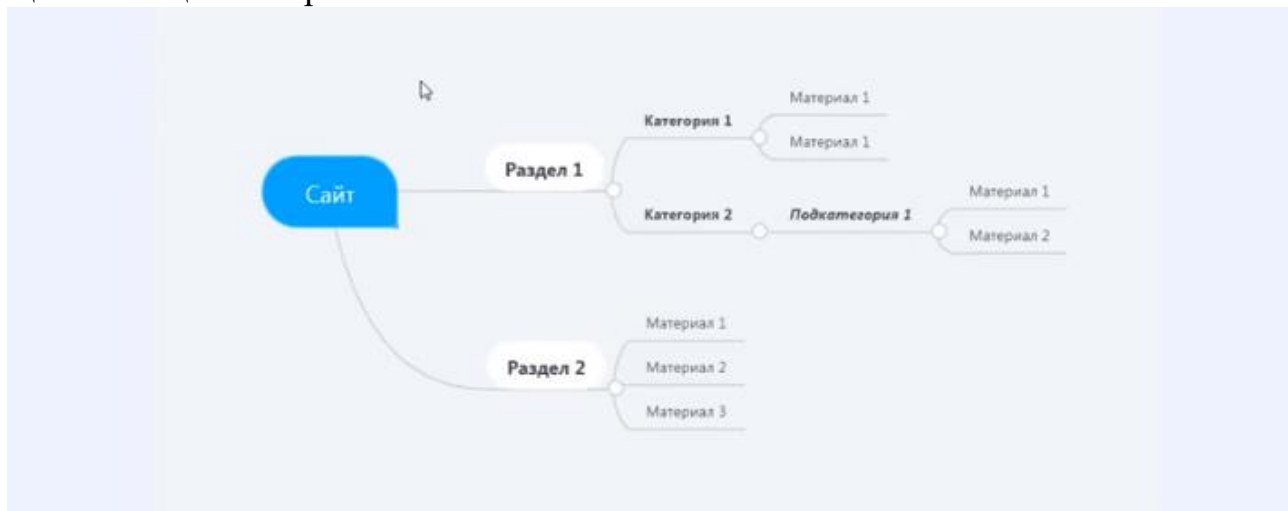 Сайт
Раздел 1
Категория 1
Материал 1
Материал 1
Категория 2
Подкатегория 1
Материал 1
Материал 2
Раздел 2
Материал 1
Материал 2
Материал 3